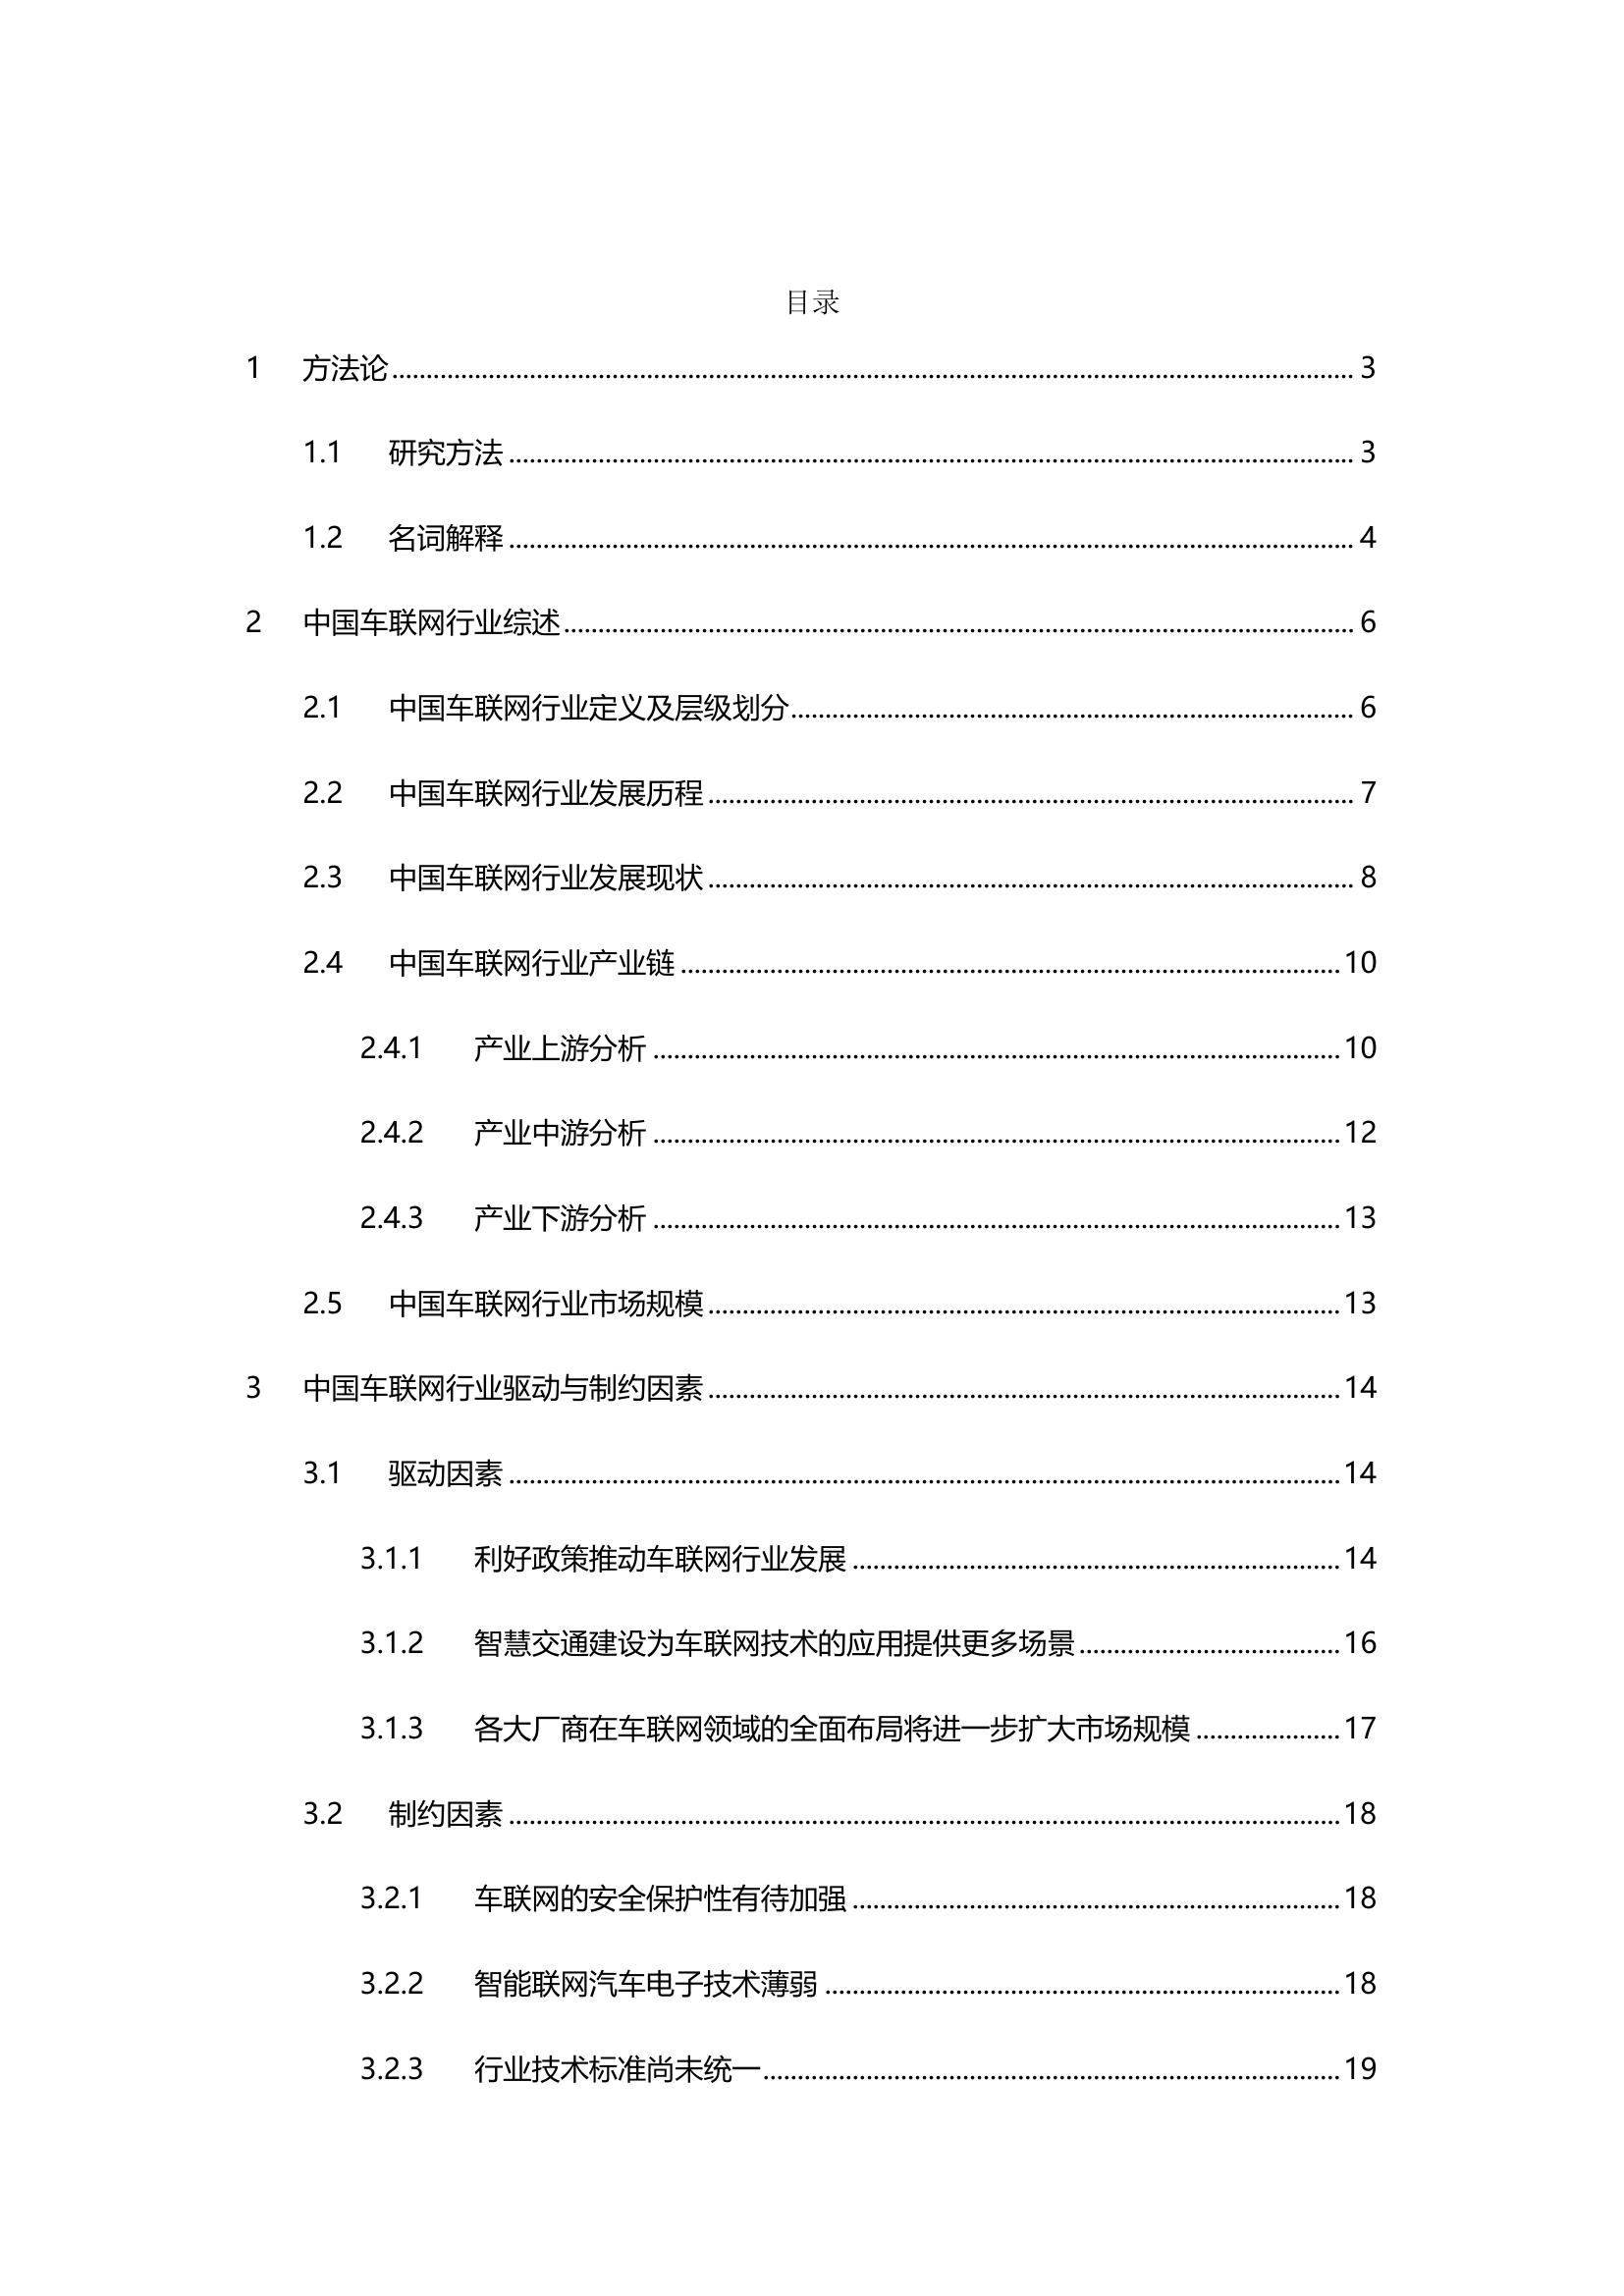 目录
1 方法论 3
1.1 研究方法 3
1.2 名词解释 4
2 中国车联网行业综述 6
2.1 中国车联网行业定义及层级划分 6
2.2 中国车联网行业发展历程 7
2.3 中国车联网行业发展现状 8
2.4 中国车联网行业产业链 10
2.4.1 产业上游分析 10
2.4.2 产业中游分析 12
2.4.3 产业下游分析 13
2.5 中国车联网行业市场规模 13
3 中国车联网行业驱动与制约因素 14
3.1 驱动因素 14
3.1.1 利好政策推动车联网行业发展 14
3.1.2 智慧交通建设为车联网技术的应用提供更多场景 16
3.1.3 各大厂商在车联网领域的全面布局将进一步扩大市场规模 17
3.2 制约因素 18
3.2.1 车联网的安全保护性有待加强 18
3.2.2 智能联网汽车电子技术薄弱 18
3.2.3 行业技术标准尚未统一 19